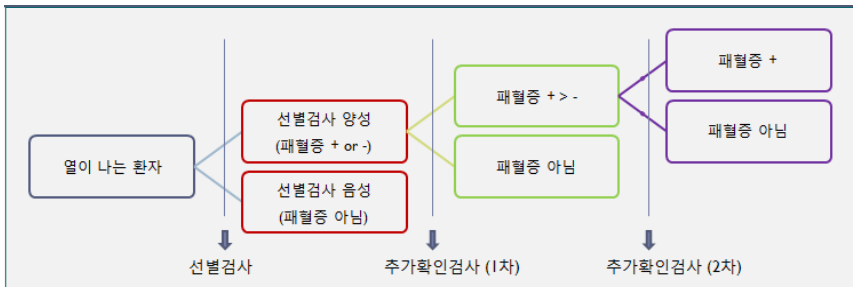 열이 나는 환자
선별검사 양성
(패혈증 + or -)
선별검사 음성
(패혈증 아님)
패혈증 + > -
패혈증 아님
패혈증 +
패혈증 아님
선별검사
추가확인검사 (1차)
추가확인검사 (2차)